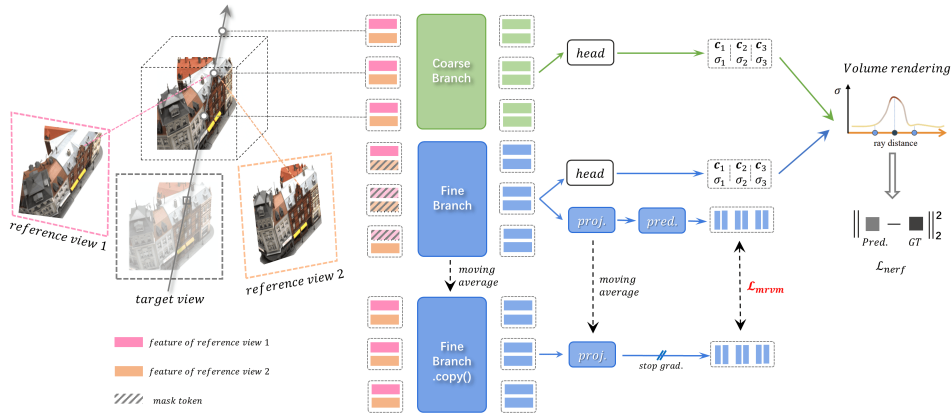 reference view 1
target view
reference view 2
feature of reference view 1
feature of reference view 2
mask token
Coarse
Branch
Fine
Branch
moving
average
Fine
Branch
.copy()
head
c₁ c₂ c₃
σ₁ σ₂ σ₃
head
c₁ c₂ c₃
σ₁ σ₂ σ₃
proj.
pred.
moving
average
ℒmrvm
proj.
stop grad.
Volume rendering
σ
ray distance
‖ − ‖²₂
Pred. GT
ℒnerf